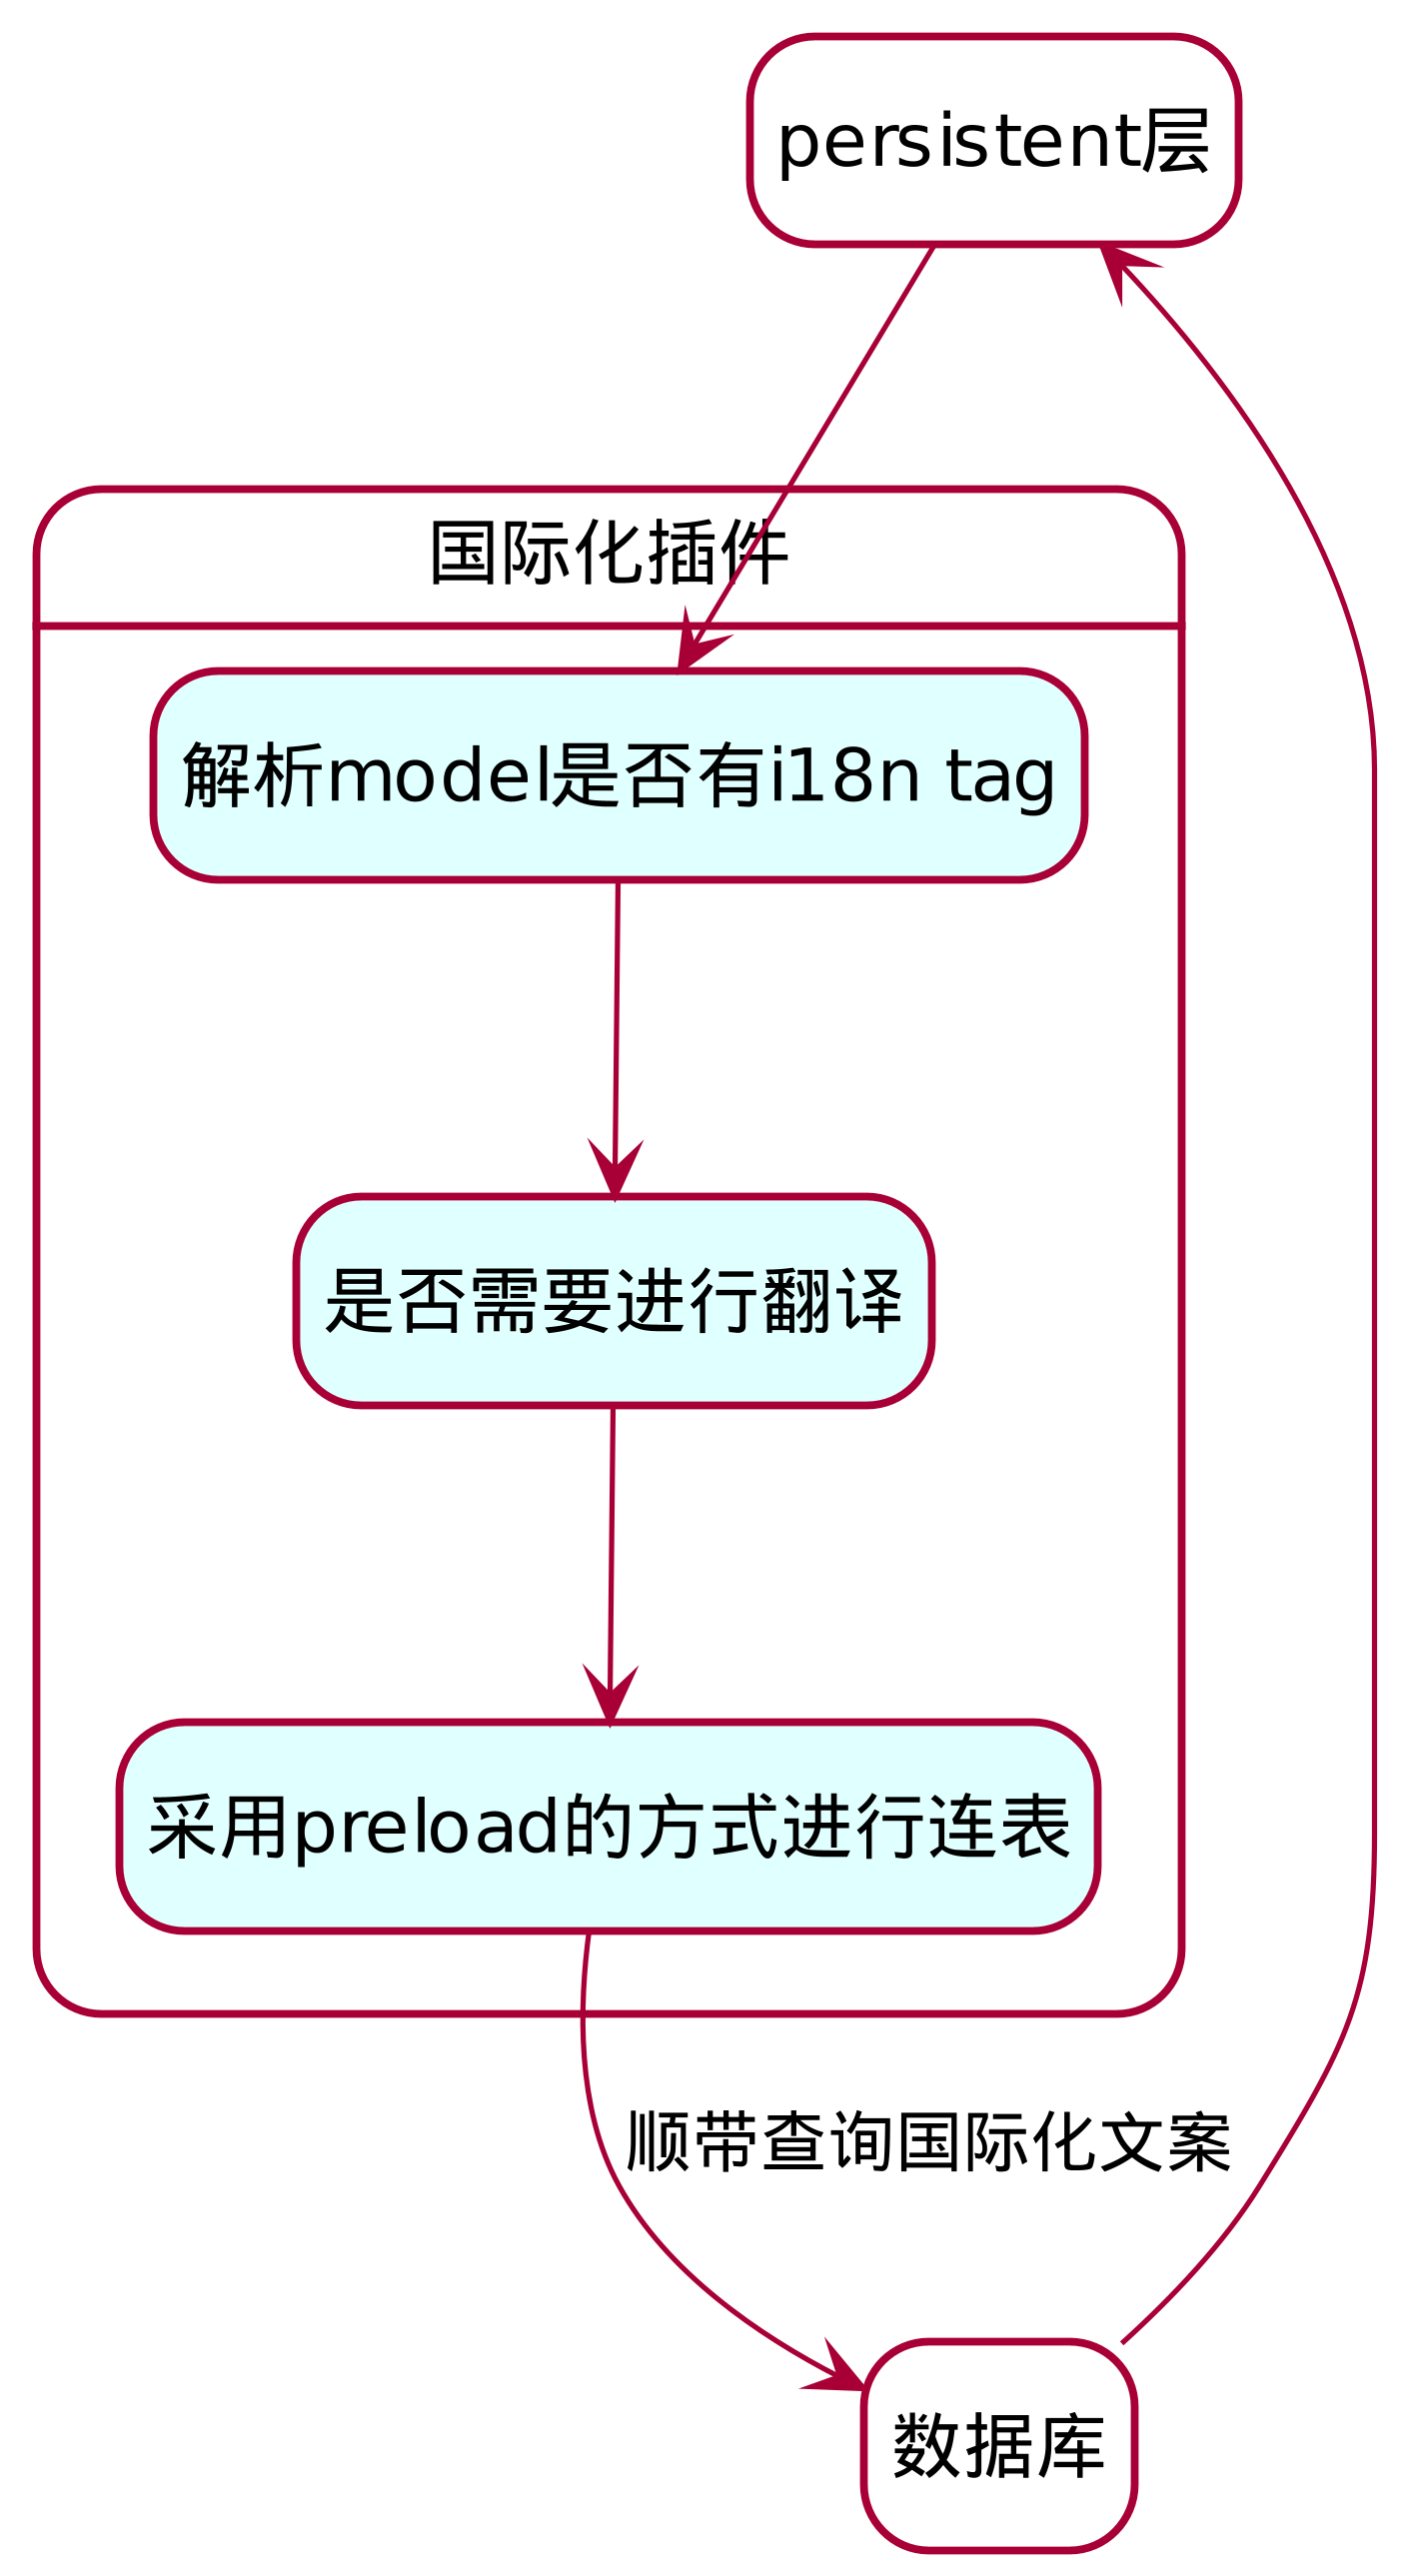 persistent层
国际化插件
解析model是否有i18n tag
是否需要进行翻译
采用preload的方式进行连表
顺带查询国际化文案
数据库